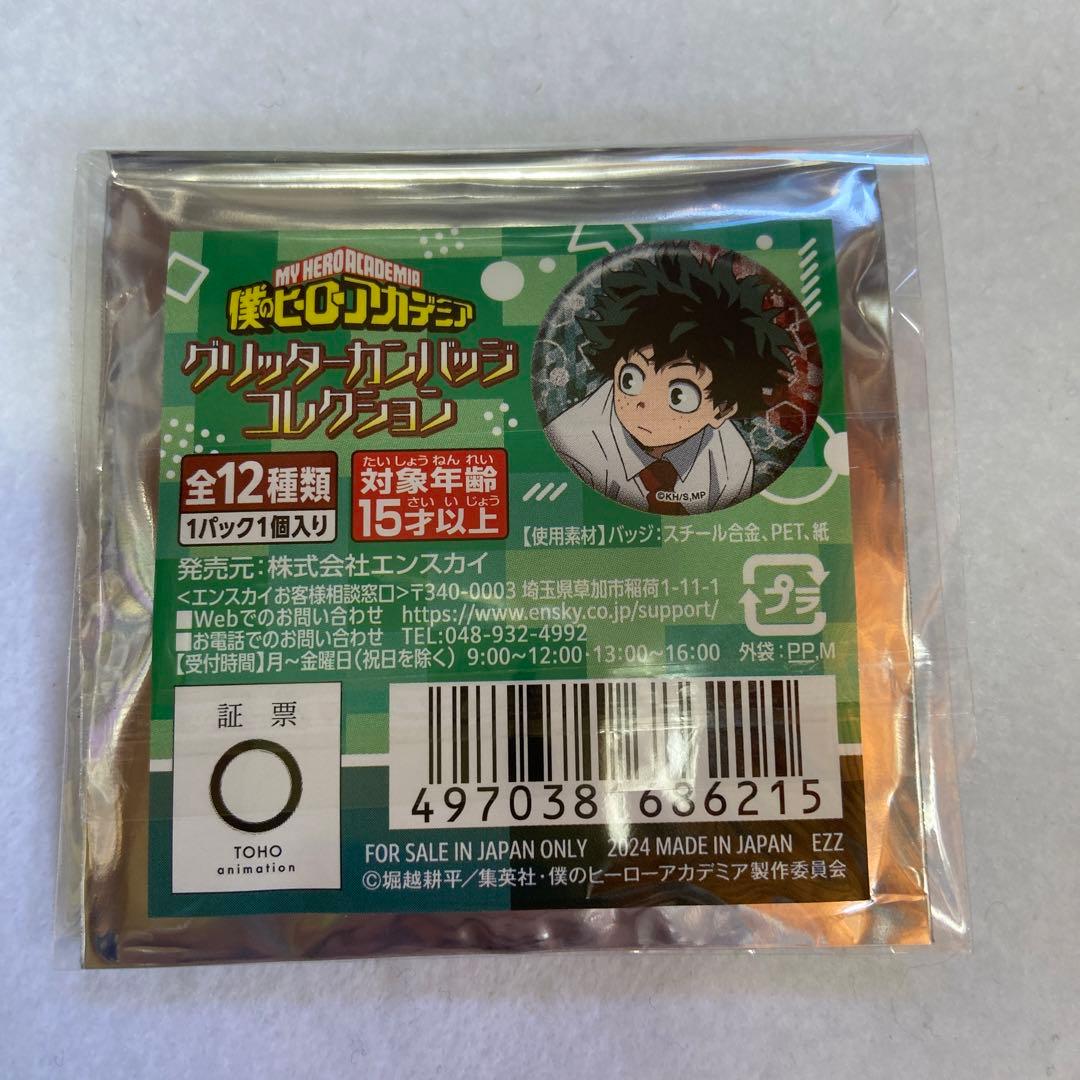 MY HERO ACADEMIA
僕のヒーローアカデミア
グリッターカンバッジ
コレクション
全12種類
1パック1個入り
たいしょうねんれい
対象年齢
さいいじょう
15才以上
©KH/S,MP
【使用素材】バッジ：スチール合金、PET、紙
発売元：株式会社エンスカイ
<エンスカイお客様相談窓口>〒340-0003 埼玉県草加市稲荷1-11-1
■Webでのお問い合わせ https://www.ensky.co.jp/support/
■お電話でのお問い合わせ TEL:048-932-4992
【受付時間】月～金曜日(祝日を除く) 9:00～12:00・13:00～16:00
プラ
外袋：PP,M
証 票
TOHO
animation
4970381686215
FOR SALE IN JAPAN ONLY 2024 MADE IN JAPAN EZZ
©堀越耕平／集英社・僕のヒーローアカデミア製作委員会